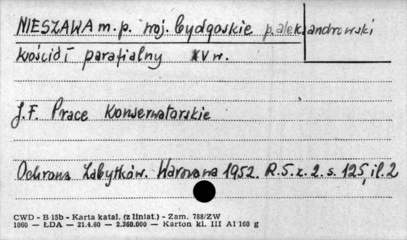 NIESZAWA m. p. woj. Bydgoskie p. aleksandrowski
kościół parafialny XV w.
J.F. Prace Konserwatorskie
Ochrona Zabytków. Warszawa 1952. R.5. z. 2. s. 125, il. 2
CWD - B 15b - Karta katal. (z liniat.) - Zam. 788/ZW
1060 — ŁDA — 21.4.60 — 2.360.000 — Karton kl. III A1 160 g